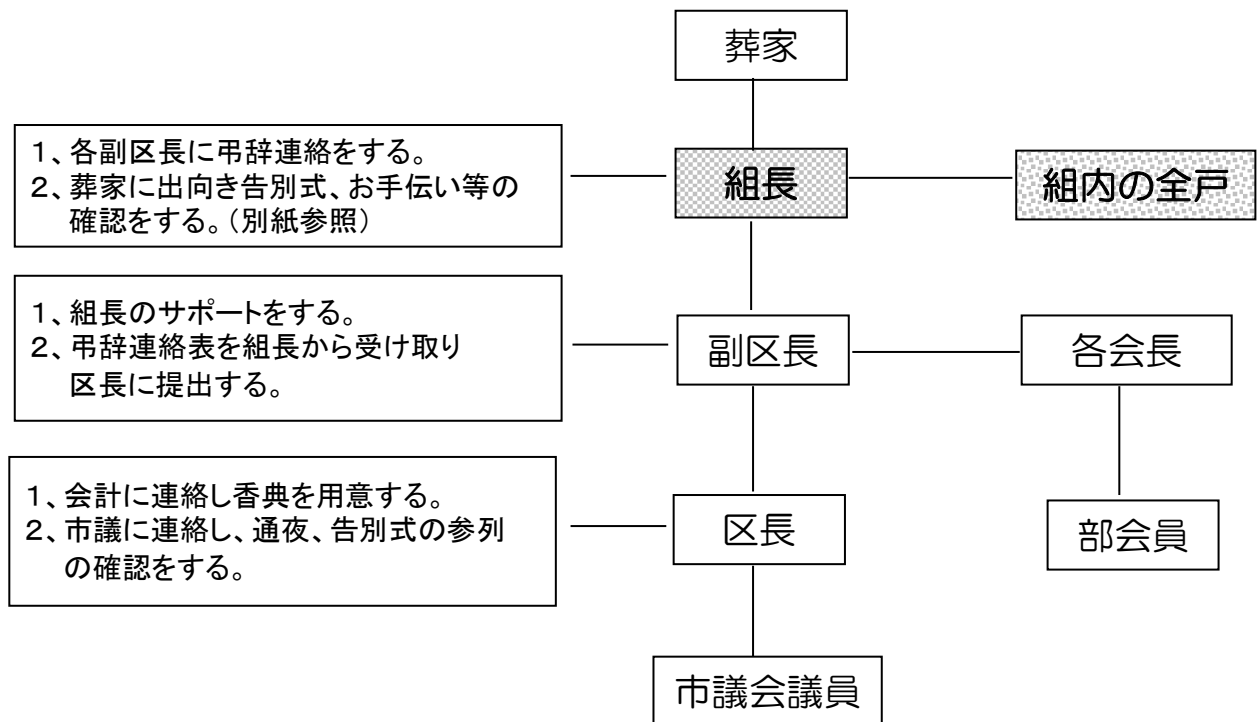 葬家
1、各副区長に弔辞連絡をする。
2、葬家に出向き告別式、お手伝い等の
確認をする。(別紙参照)
組長
組内の全戸
1、組長のサポートをする。
2、弔辞連絡表を組長から受け取り
区長に提出する。
副区長
各会長
1、会計に連絡し香典を用意する。
2、市議に連絡し、通夜、告別式の参列
の確認をする。
区長
部会員
市議会議員